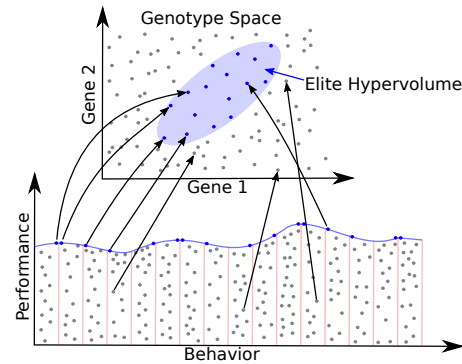 Genotype Space
Gene 2
Elite Hypervolume
Gene 1
Performance
Behavior